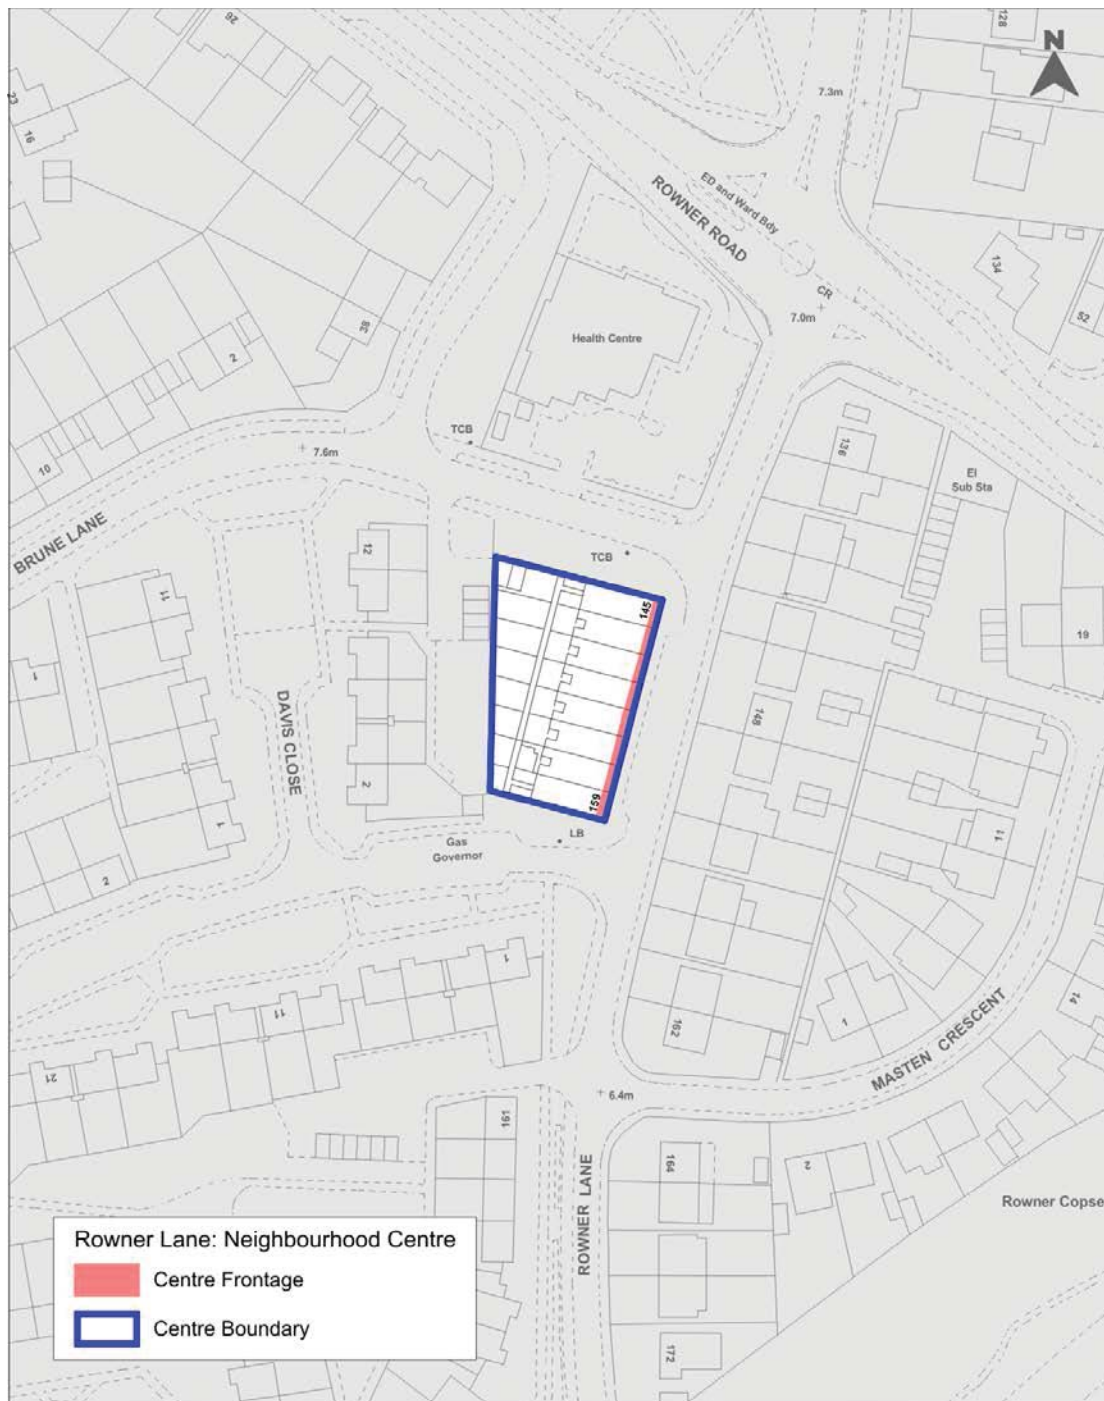 26
128
N
7.3m
23
16
ED and Ward Bdy
ROWNER ROAD
134
CR
7.0m
52
38
Health Centre
2
TCB
136
7.6m
10
El
Sub Sta
BRUNE LANE
12
TCB
11
145
19
1
148
DAVIS CLOSE
2
159
LB
11
1
Gas
Governor
2
1
14
11
1
162
MASTEN CRESCENT
21
6.4m
191
164
2
ROWNER LANE
Rowner Copse
172
Rowner Lane: Neighbourhood Centre
Centre Frontage
Centre Boundary